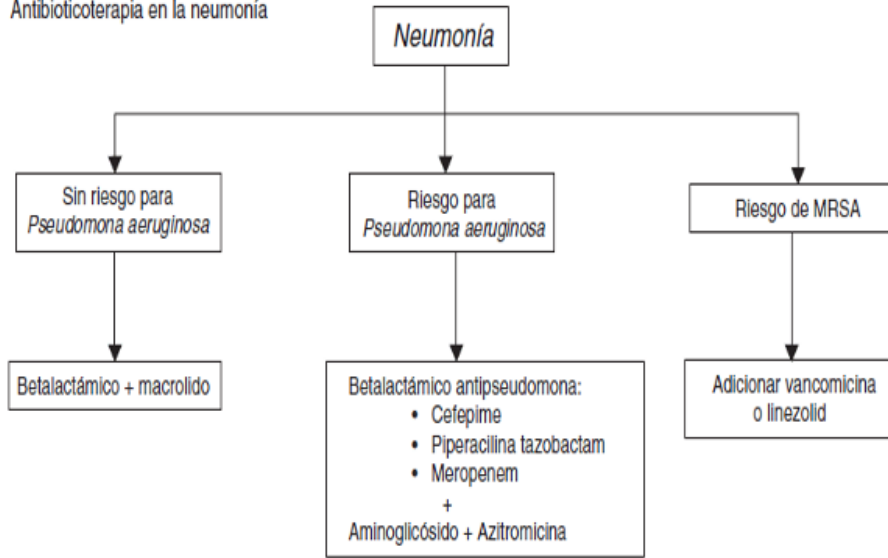 Antibioticoterapia en la neumonía
Neumonía
Sin riesgo para
Pseudomona aeruginosa
Riesgo para
Pseudomona aeruginosa
Riesgo de MRSA
Betalactámico + macrolido
Betalactámico antipseudomona:
• Cefepime
• Piperacilina tazobactam
• Meropenem
+
Aminoglicósido + Azitromicina
Adicionar vancomicina
o linezolid